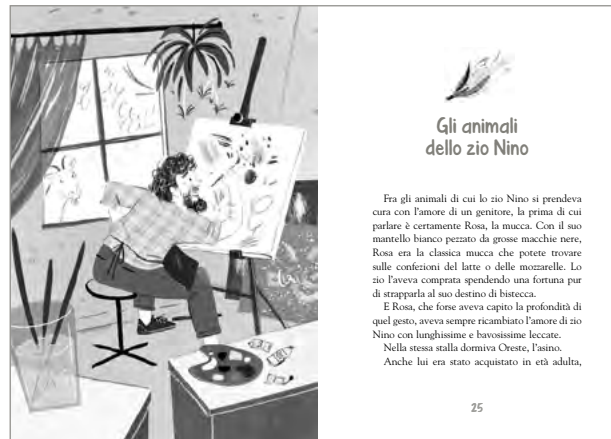 Gli animali
dello zio Nino
Fra gli animali di cui lo zio Nino si prendeva
cura con l'amore di un genitore, la prima di cui
parlare è certamente Rosa, la mucca. Con il suo
mantello bianco pezzato da grosse macchie nere,
Rosa era la classica mucca che potete trovare
sulle confezioni del latte o delle mozzarelle. Lo
zio l'aveva comprata spendendo una fortuna pur
di strapparla al suo destino di bistecca.
E Rosa, che forse aveva capito la profondità di
quel gesto, aveva sempre ricambiato l'amore di zio
Nino con lunghissime e bavosissime leccate.
Nella stessa stalla dormiva Oreste, l'asino.
Anche lui era stato acquistato in età adulta,
25